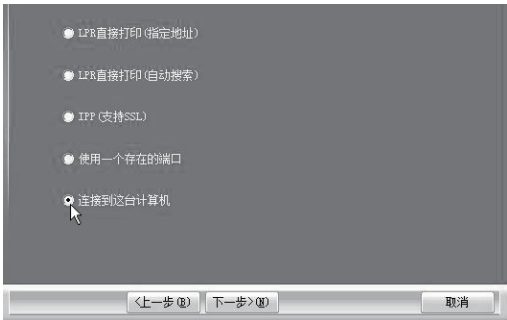 LPR直接打印(指定地址)
LPR直接打印(自动搜索)
IPP(支持SSL)
使用一个存在的端口
连接到这台计算机
<上一步(B) 下一步>(N) 取消